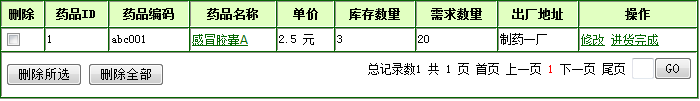 删除 药品ID 药品编码 药品名称 单价 库存数量 需求数量 出厂地址 操作
1 abc001 感冒胶囊A 2.5 元 3 20 制药一厂 修改 进货完成
删除所选 删除全部 总记录数1 共 1 页 首页 上一页 1 下一页 尾页 GO